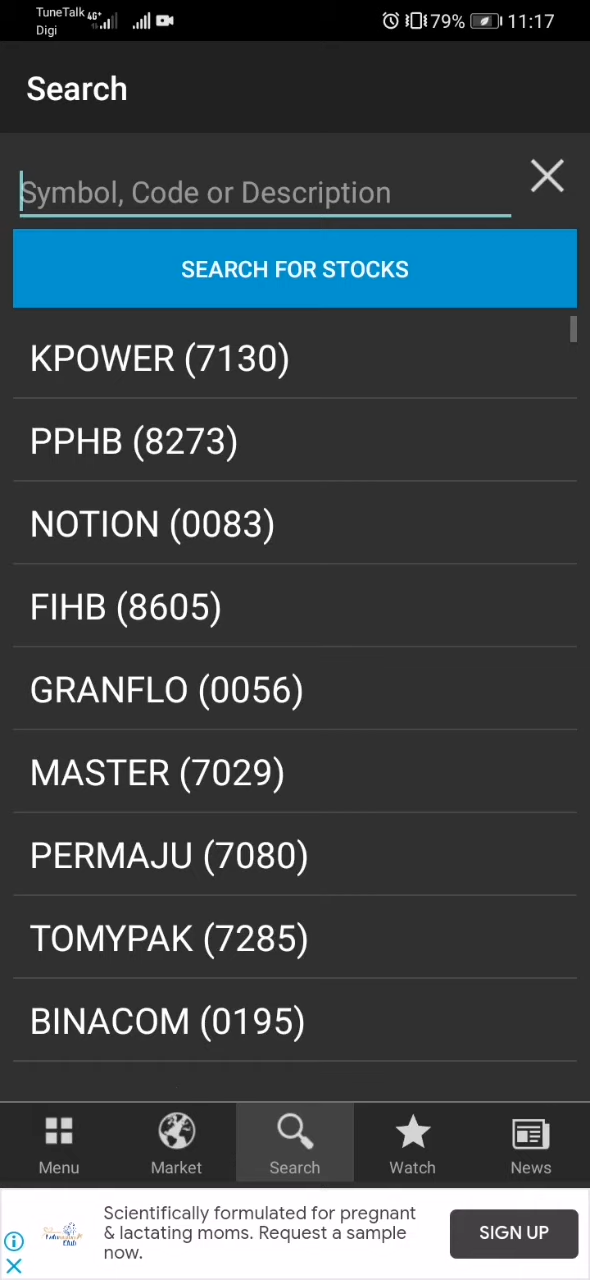 TuneTalk 4G+
Digi
79% 11:17
Search
Symbol, Code or Description
SEARCH FOR STOCKS
KPOWER (7130)
PPHB (8273)
NOTION (0083)
FIHB (8605)
GRANFLO (0056)
MASTER (7029)
PERMAJU (7080)
TOMYPAK (7285)
BINACOM (0195)
Menu Market Search Watch News
Scientifically formulated for pregnant
& lactating moms. Request a sample
now.
SIGN UP